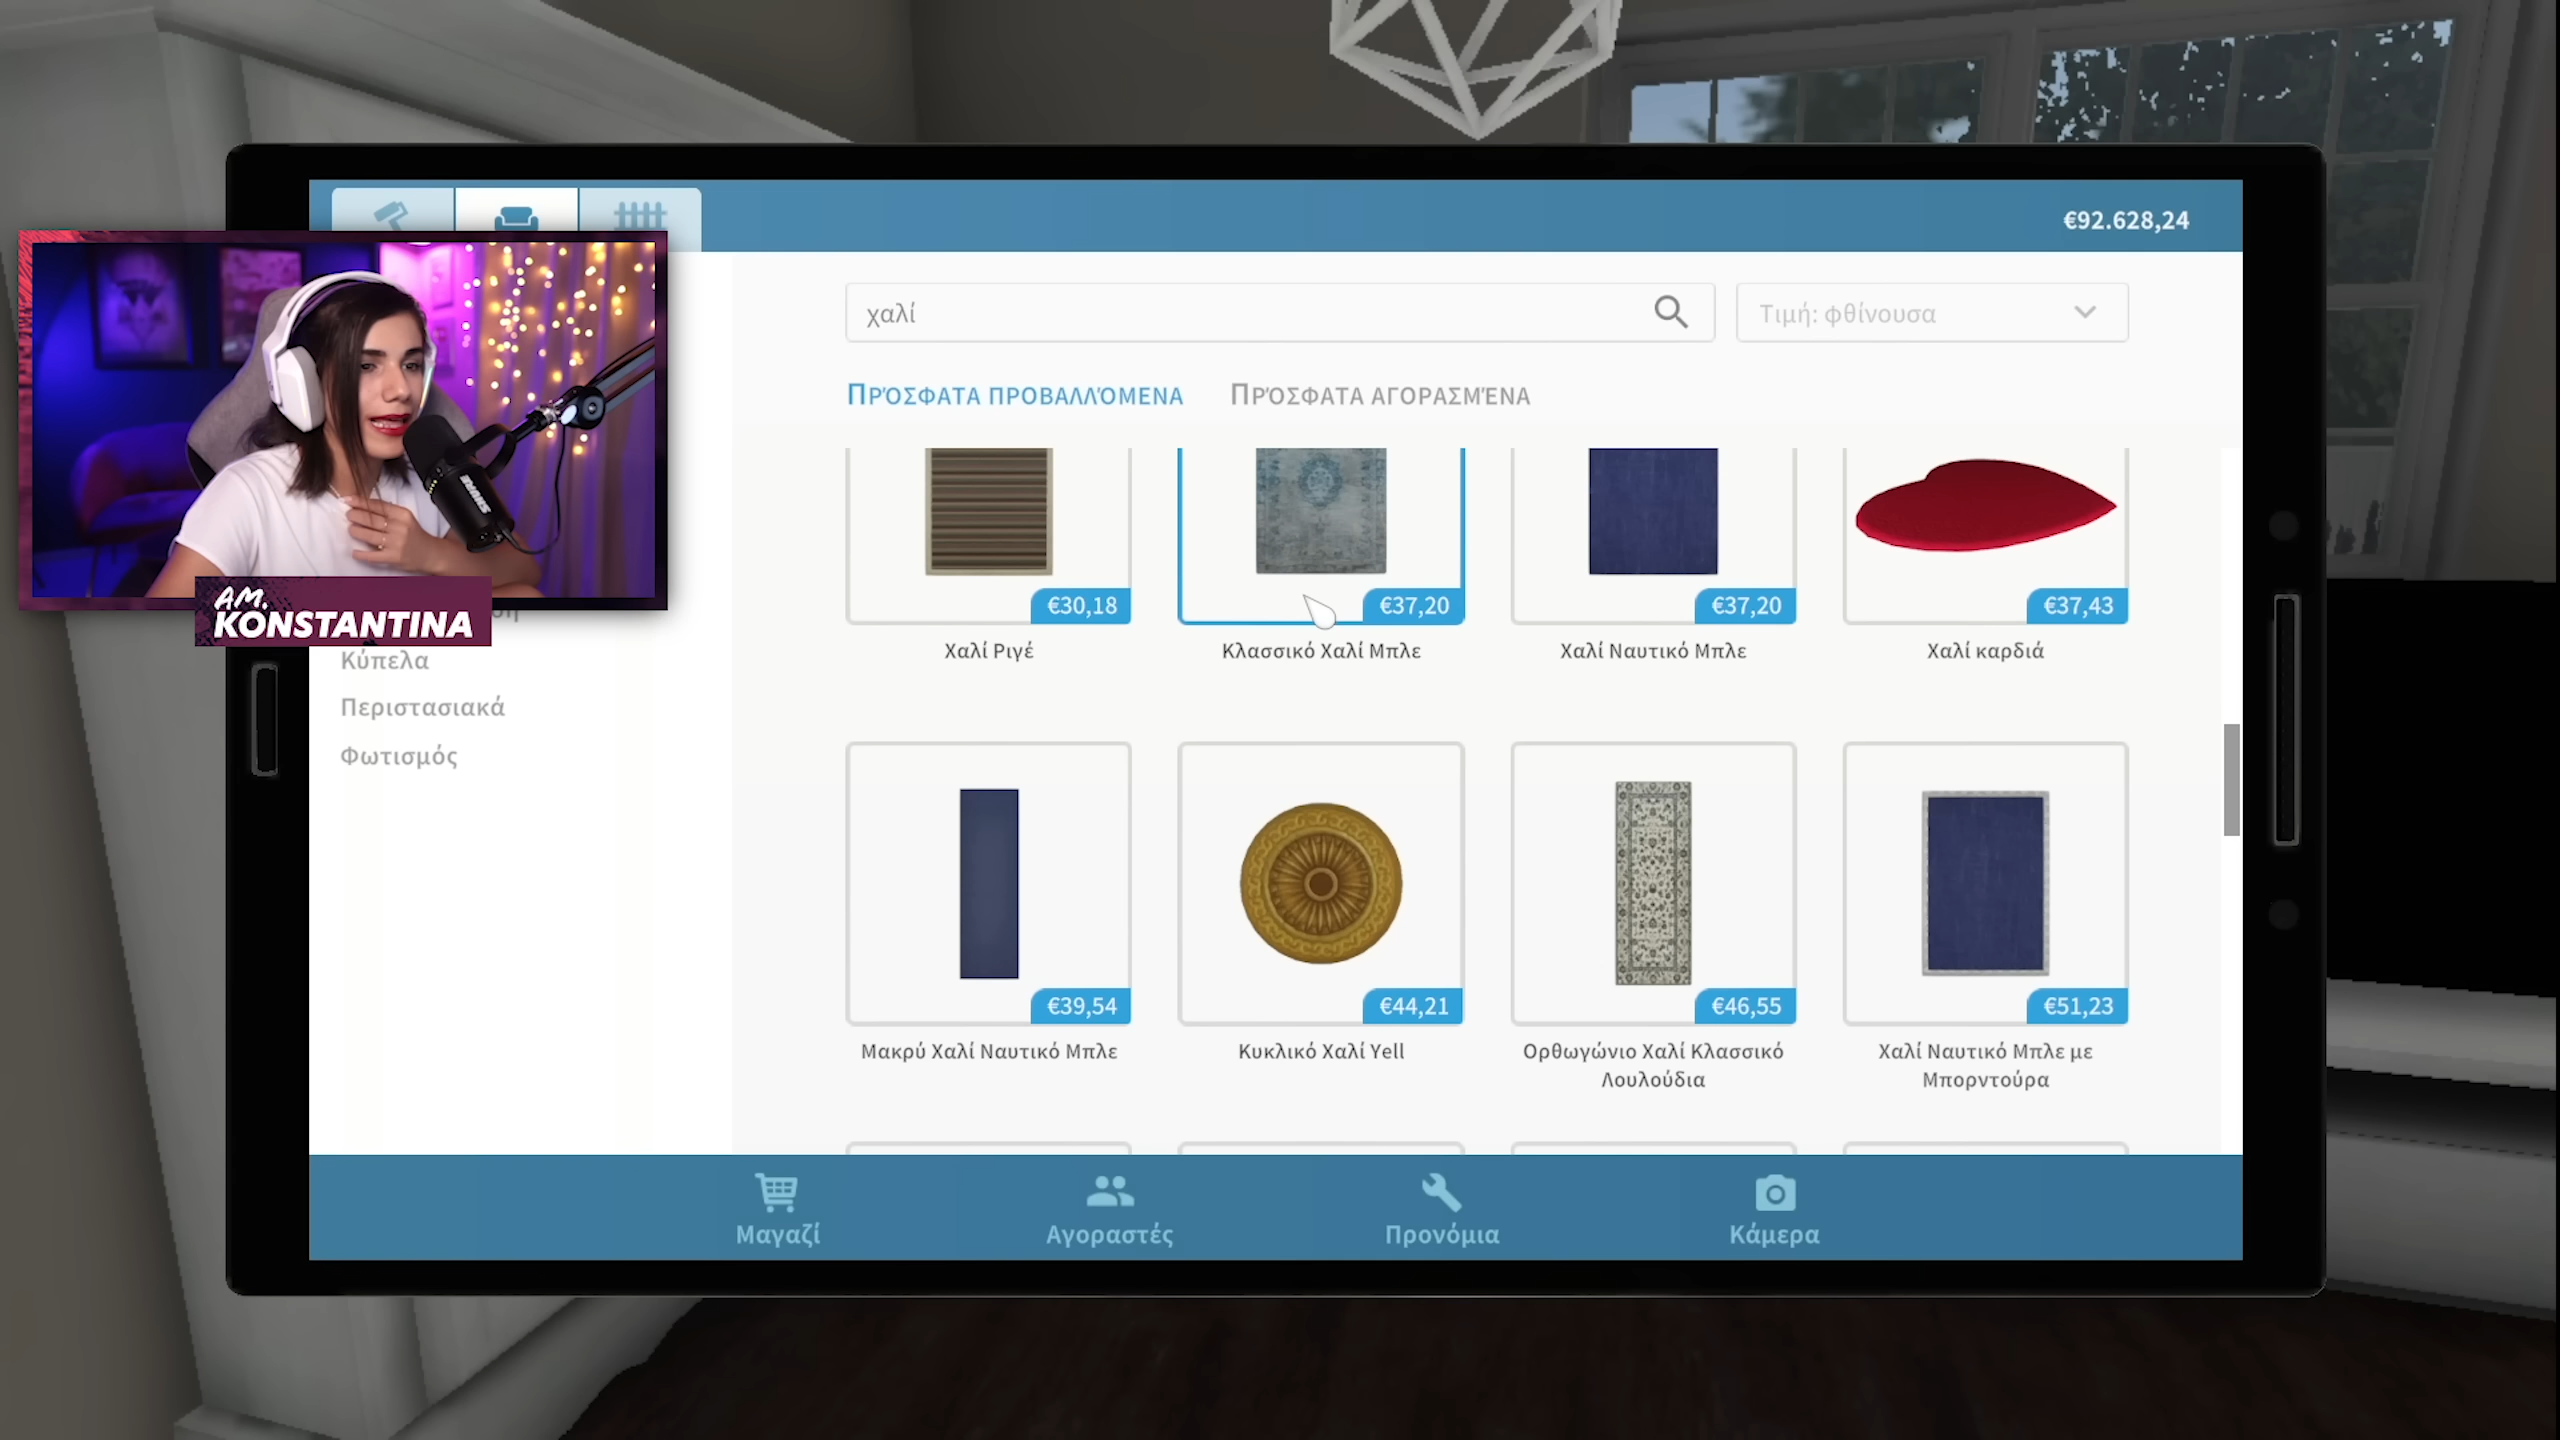 €92.628,24
χαλί
Τιμή: φθίνουσα
ΠΡΌΣΦΑΤΑ ΠΡΟΒΑΛΛΌΜΕΝΑ
ΠΡΌΣΦΑΤΑ ΑΓΟΡΑΣΜΈΝΑ
€30,18
€37,20
€37,20
€37,43
Χαλί Ριγέ
Κλασσικό Χαλί Μπλε
Χαλί Ναυτικό Μπλε
Χαλί καρδιά
AM.
KONSTANTINA
Κύπελα
Περιστασιακά
Φωτισμός
€39,54
€44,21
€46,55
€51,23
Μακρύ Χαλί Ναυτικό Μπλε
Κυκλικό Χαλί Yell
Ορθωγώνιο Χαλί Κλασσικό
Λουλούδια
Χαλί Ναυτικό Μπλε με
Μπορντούρα
Μαγαζί
Αγοραστές
Προνόμια
Κάμερα